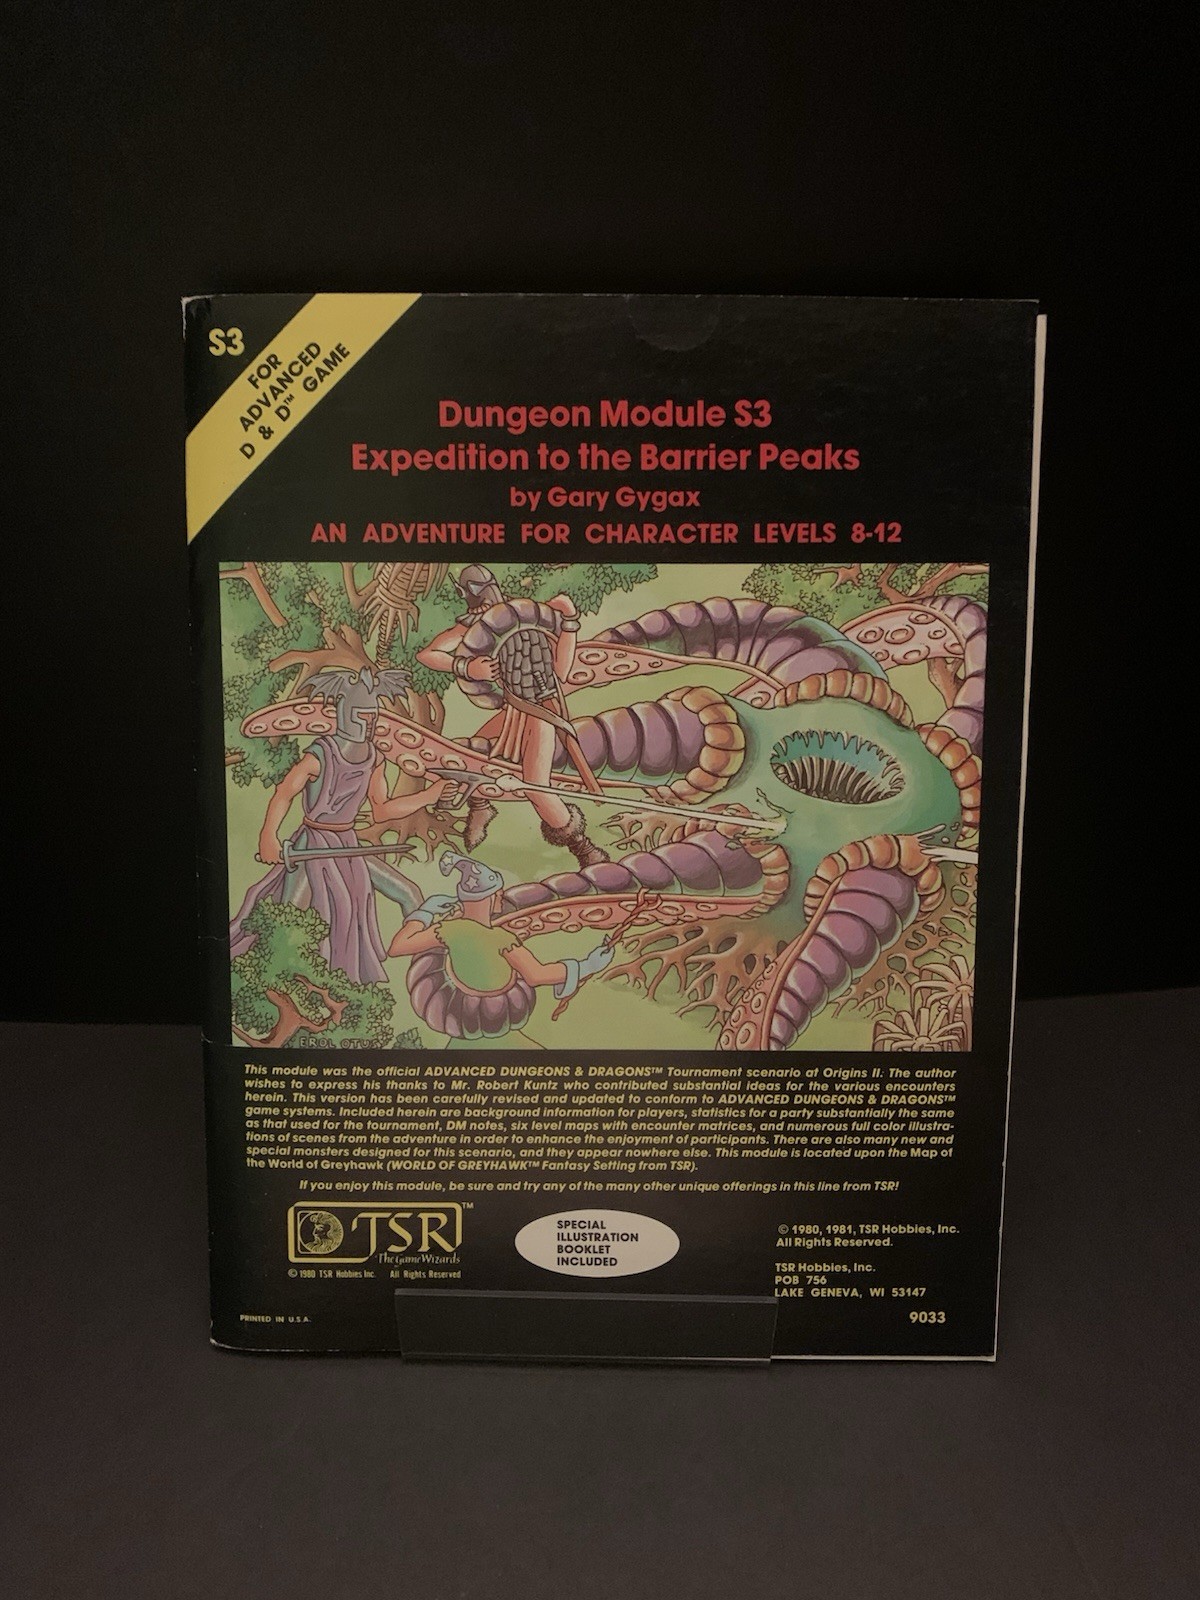 S3
FOR
ADVANCED
D & D™ GAME
Dungeon Module S3
Expedition to the Barrier Peaks
by Gary Gygax
AN ADVENTURE FOR CHARACTER LEVELS 8-12
EROL OTUS
This module was the official ADVANCED DUNGEONS & DRAGONS™ Tournament scenario at Origins II. The author
wishes to express his thanks to Mr. Robert Kuntz who contributed substantial ideas for the various encounters
herein. This version has been carefully revised and updated to conform to ADVANCED DUNGEONS & DRAGONS™
game systems. Included herein are background information for players, statistics for a party substantially the same
as that used for the tournament, DM notes, six level maps with encounter matrices, and numerous full color illustra-
tions of scenes from the adventure in order to enhance the enjoyment of participants. There are also many new and
special monsters designed for this scenario, and they appear nowhere else. This module is located upon the Map of
the World of Greyhawk (WORLD OF GREYHAWK™ Fantasy Setting from TSR).
If you enjoy this module, be sure and try any of the many other unique offerings in this line from TSR!
TSR™
The Game Wizards
© 1980 TSR Hobbies Inc. All Rights Reserved
SPECIAL
ILLUSTRATION
BOOKLET
INCLUDED
© 1980, 1981, TSR Hobbies, Inc.
All Rights Reserved.
TSR Hobbies, Inc.
POB 756
LAKE GENEVA, WI 53147
PRINTED IN U.S.A.
9033